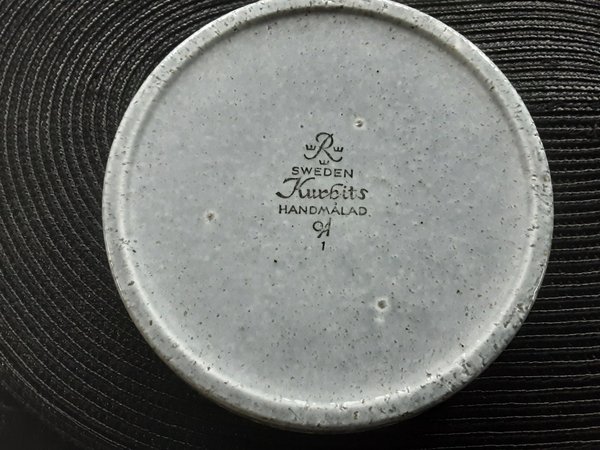 R
SWEDEN
Kurbits
HANDMÅLAD
1